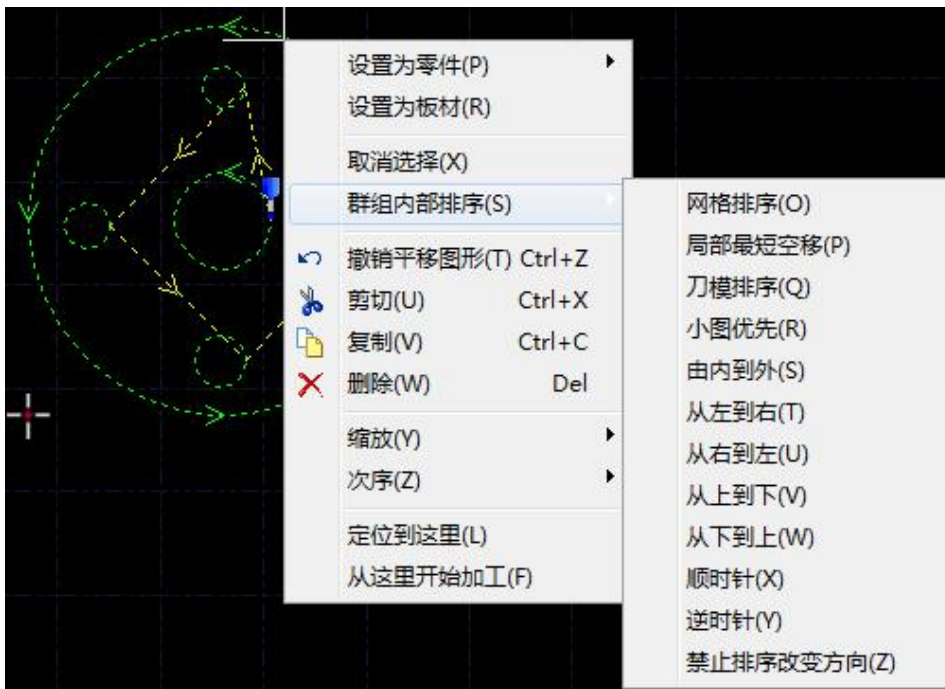 设置为零件(P)
设置为板材(R)
取消选择(X)
群组内部排序(S)
撤销平移图形(T) Ctrl+Z
剪切(U) Ctrl+X
复制(V) Ctrl+C
删除(W) Del
缩放(Y)
次序(Z)
定位到这里(L)
从这里开始加工(F)
网格排序(O)
局部最短空移(P)
刀模排序(Q)
小图优先(R)
由内到外(S)
从左到右(T)
从右到左(U)
从上到下(V)
从下到上(W)
顺时针(X)
逆时针(Y)
禁止排序改变方向(Z)